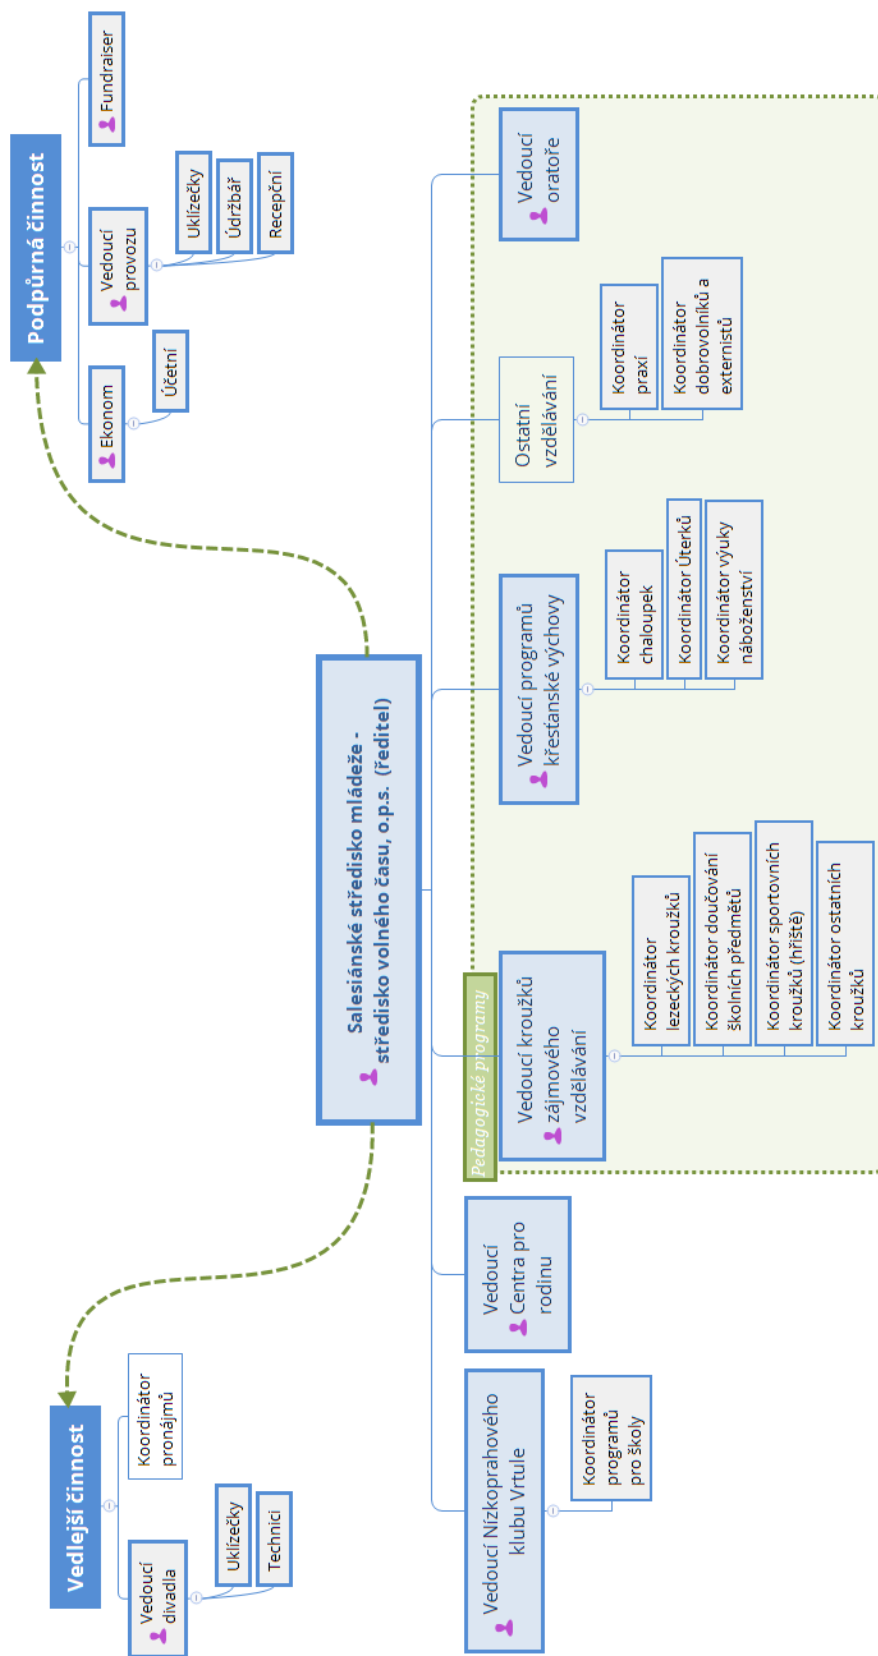 Vedlejší činnost
Vedoucí
divadla
Uklízečky
Technici
Koordinátor
pronájmů
Podpůrná činnost
Ekonom
Účetní
Vedoucí
provozu
Uklízečky
Údržbář
Recepční
Fundraiser
Salesiánské středisko mládeže -
středisko volného času, o.p.s. (ředitel)
Vedoucí Nízkoprahového
klubu Vrtule
Koordinátor
programů
pro školy
Vedoucí
Centra pro
rodinu
Pedagogické programy
Vedoucí kroužků
zájmového
vzdělávání
Koordinátor
lezeckých kroužků
Koordinátor doučování
školních předmětů
Koordinátor sportovních
kroužků (hřiště)
Koordinátor ostatních
kroužků
Vedoucí programů
křesťanské výchovy
Koordinátor
chaloupek
Koordinátor Úterků
Koordinátor výuky
náboženství
Ostatní
vzdělávání
Koordinátor
praxí
Koordinátor
dobrovolníků a
externistů
Vedoucí
oratoře